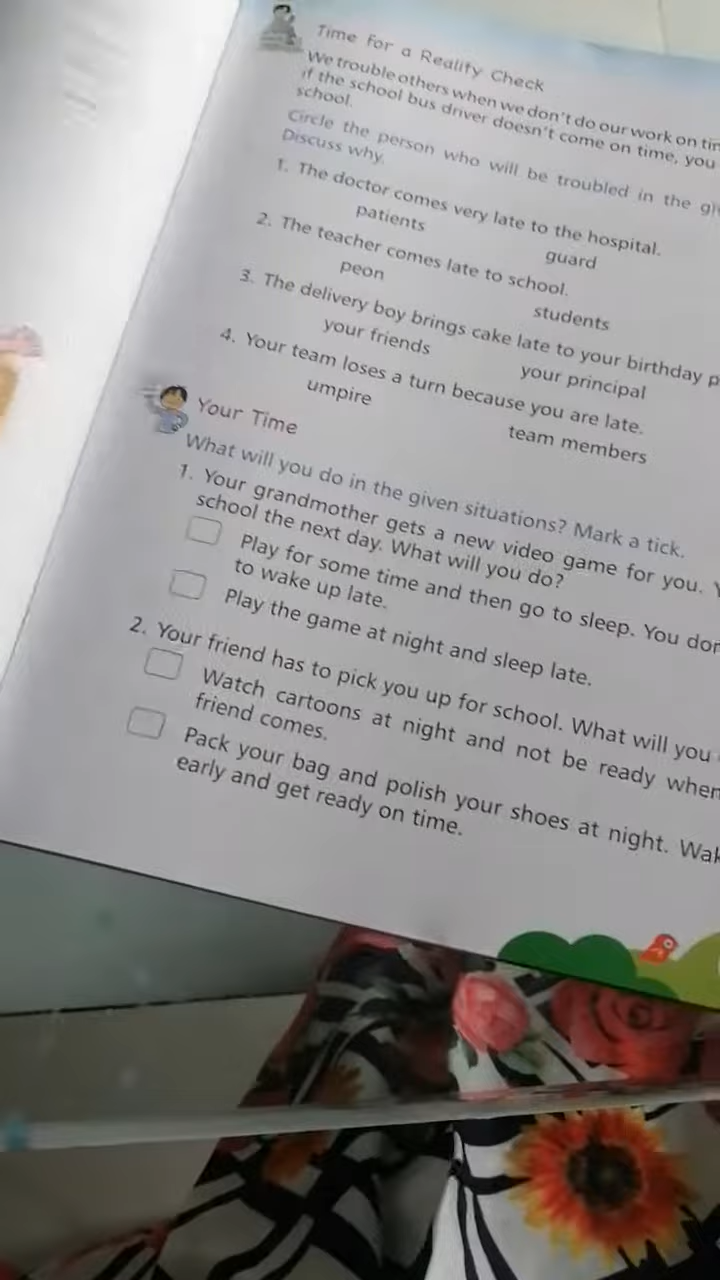 Time for a Reality Check
We trouble others when we don't do our work on
if the school bus driver doesn't come on time, you
school.
Circle the person who will be troubled in the
Discuss why.
1. The doctor comes very late to the hospital.
patients guard
2. The teacher comes late to school.
peon students
3. The delivery boy brings cake late to your birthday
your friends your principal
4. Your team loses a turn because you are late.
umpire team members
Your Time
What will you do in the given situations? Mark a tick.
1. Your grandmother gets a new video game for you.
school the next day. What will you do?
Play for some time and then go to sleep. You
to wake up late.
Play the game at night and sleep late.
2. Your friend has to pick you up for school. What will you
Watch cartoons at night and not be ready when
friend comes.
Pack your bag and polish your shoes at night.
early and get ready on time.